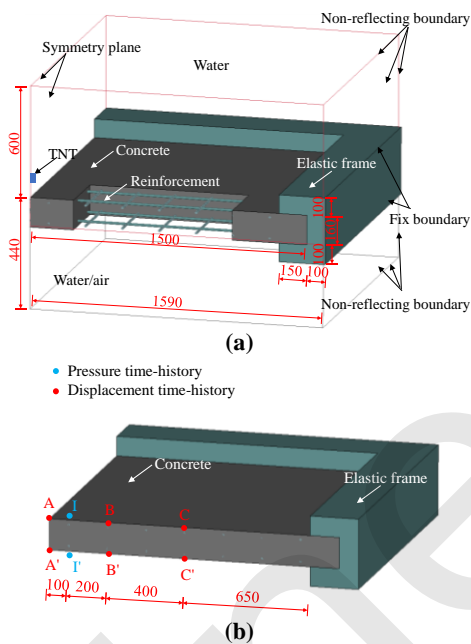 Non-reflecting boundary
Symmetry plane
Water
600
TNT
Concrete
Reinforcement
Elastic frame
100
100
Fix boundary
440
1500
150 100
Water/air
Non-reflecting boundary
1590
(a)
Pressure time-history
Displacement time-history
Concrete
Elastic frame
A I B C
A' I' B' C'
100 200 400 650
(b)